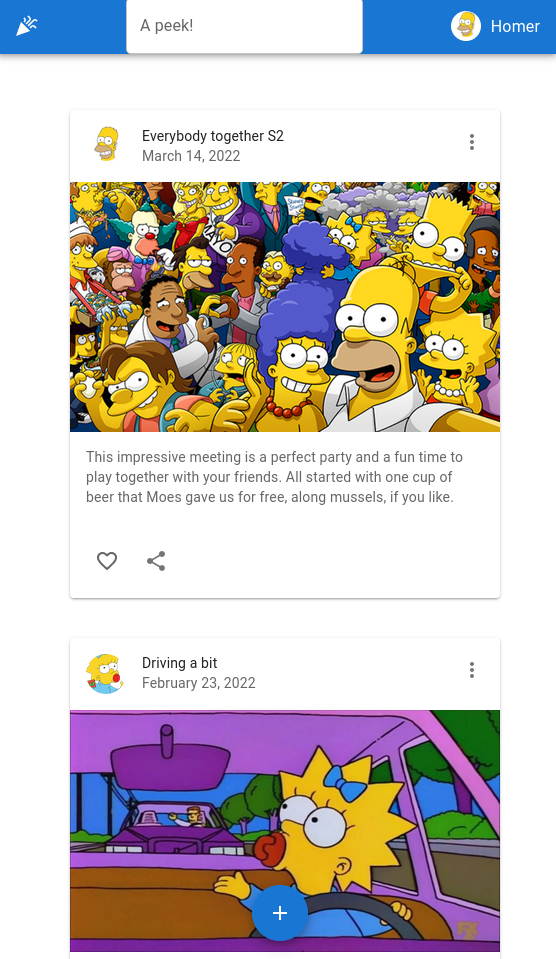 A peek!
Homer
Everybody together S2
March 14, 2022
This impressive meeting is a perfect party and a fun time to
play together with your friends. All started with one cup of
beer that Moes gave us for free, along mussels, if you like.
Driving a bit
February 23, 2022
FX